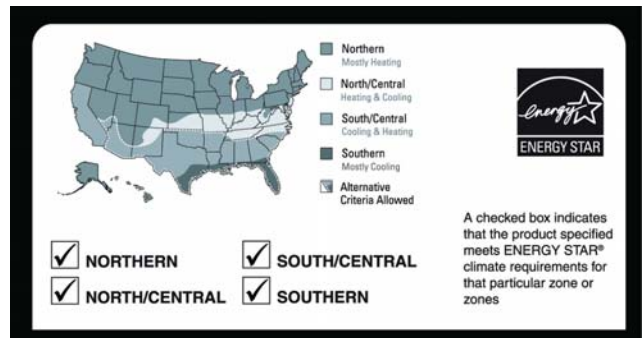 Northern
Mostly Heating
North/Central
Heating & Cooling
South/Central
Cooling & Heating
Southern
Mostly Cooling
Alternative
Criteria Allowed
energy
ENERGY STAR
A checked box indicates
that the product specified
meets ENERGY STAR®
climate requirements for
that particular zone or
zones
NORTHERN
SOUTH/CENTRAL
NORTH/CENTRAL
SOUTHERN